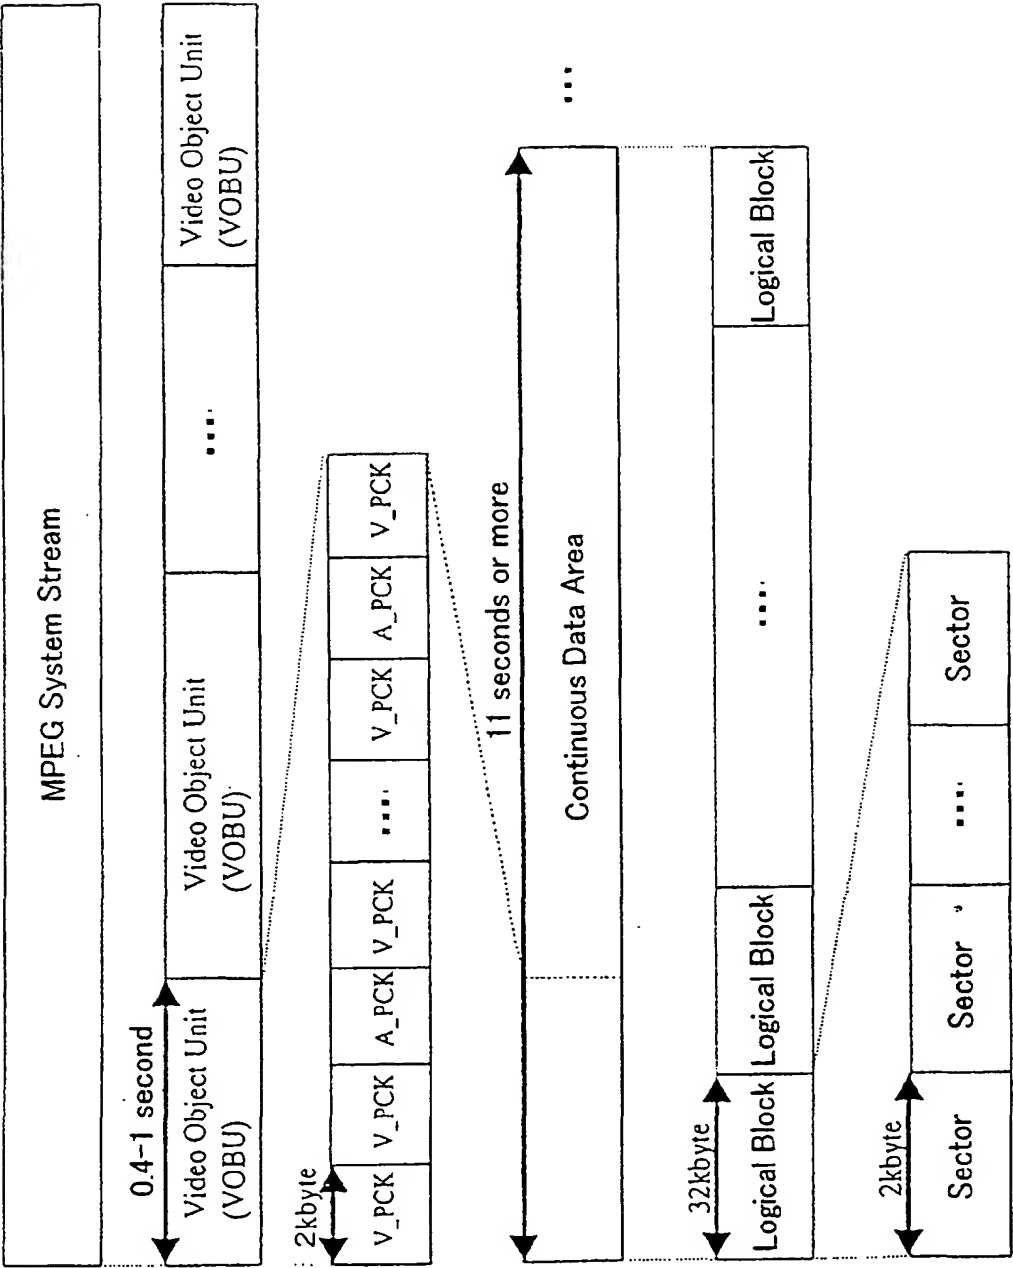 MPEG System Stream
0.4-1 second
Video Object Unit
(VOBU)
Video Object Unit
(VOBU)
....
Video Object Unit
(VOBU)
2kbyte
V_PCK
V_PCK
A_PCK
V_PCK
....
V_PCK
A_PCK
V_PCK
11 seconds or more
Continuous Data Area
...
32kbyte
Logical Block
Logical Block
....
Logical Block
2kbyte
Sector
Sector
....
Sector